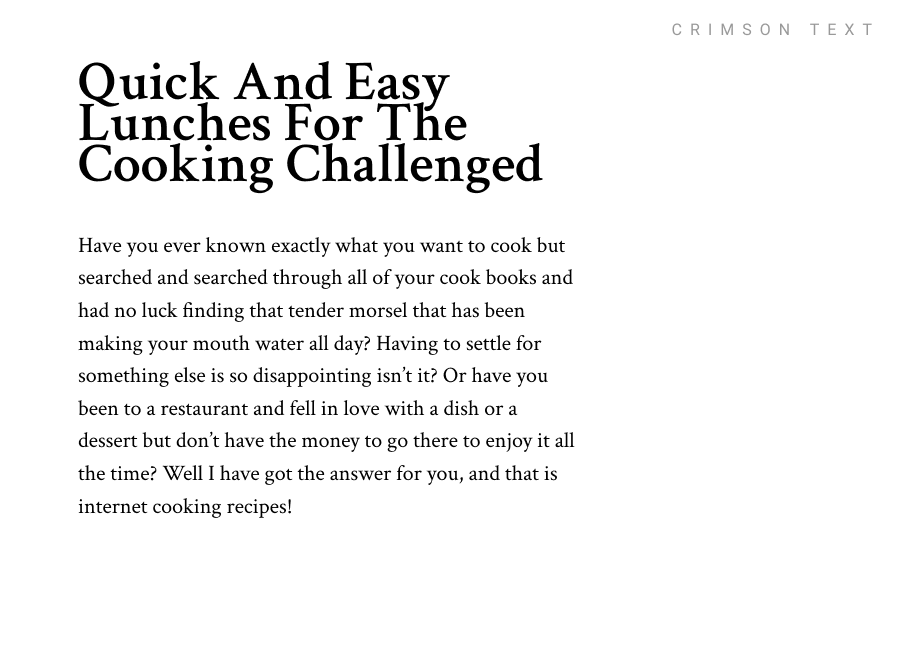 CRIMSON TEXT
Quick And Easy
Lunches For The
Cooking Challenged
Have you ever known exactly what you want to cook but
searched and searched through all of your cook books and
had no luck finding that tender morsel that has been
making your mouth water all day? Having to settle for
something else is so disappointing isn’t it? Or have you
been to a restaurant and fell in love with a dish or a
dessert but don’t have the money to go there to enjoy it all
the time? Well I have got the answer for you, and that is
internet cooking recipes!